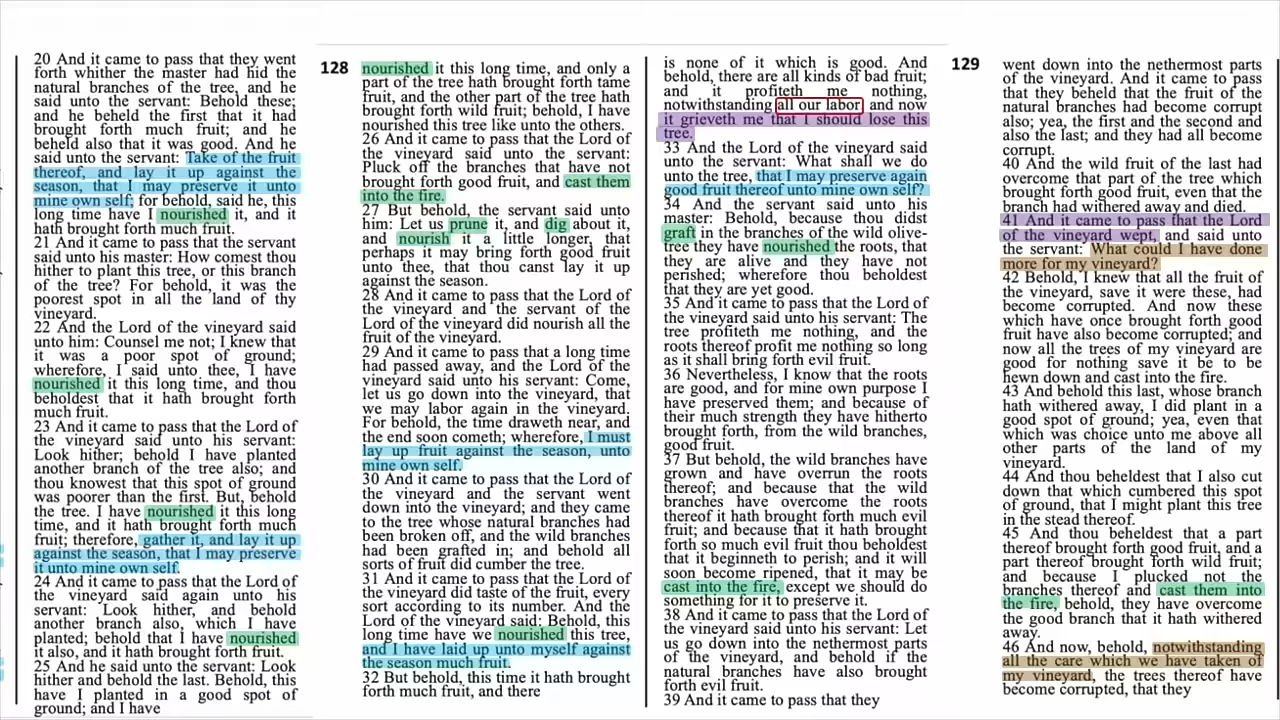 20 And it came to pass that they went
forth whither the master had hid the
natural branches of the tree, and he
said unto the servant: Behold these;
and he beheld the first that it had
brought forth much fruit; and he
beheld also that it was good. And he
said unto the servant: Take of the fruit
thereof, and lay it up against the
season, that I may preserve it unto
mine own self; for behold, said he, this
long time have I nourished it, and it
hath brought forth much fruit.
21 And it came to pass that the servant
said unto his master: How comest thou
hither to plant this tree, or this branch
of the tree? For behold, it was the
poorest spot in all the land of thy
vineyard.
22 And the Lord of the vineyard said
unto him: Counsel me not; I knew that
it was a poor spot of ground;
wherefore, I said unto thee, I have
nourished it this long time, and thou
beholdest that it hath brought forth
much fruit.
23 And it came to pass that the Lord of
the vineyard said unto his servant:
Look hither; behold I have planted
another branch of the tree also; and
thou knowest that this spot of ground
was poorer than the first. But, behold
the tree. I have nourished it this long
time, and it hath brought forth much
fruit; therefore, gather it, and lay it up
against the season, that I may preserve
it unto mine own self.
24 And it came to pass that the Lord of
the vineyard said again unto his
servant: Look hither, and behold
another branch also, which I have
planted; behold that I have nourished
it also, and it hath brought forth fruit.
25 And he said unto the servant: Look
hither and behold the last. Behold, this
have I planted in a good spot of
ground; and I have
128
nourished it this long time, and only a
part of the tree hath brought forth tame
fruit, and the other part of the tree hath
brought forth wild fruit; behold, I have
nourished this tree like unto the others.
26 And it came to pass that the Lord of
the vineyard said unto the servant:
Pluck off the branches that have not
brought forth good fruit, and cast them
into the fire.
27 But behold, the servant said unto
him: Let us prune it, and dig about it,
and nourish it a little longer, that
perhaps it may bring forth good fruit
unto thee, that thou canst lay it up
against the season.
28 And it came to pass that the Lord of
the vineyard and the servant of the
Lord of the vineyard did nourish all the
fruit of the vineyard.
29 And it came to pass that a long time
had passed away, and the Lord of the
vineyard said unto his servant: Come,
let us go down into the vineyard, that
we may labor again in the vineyard.
For behold, the time draweth near, and
the end soon cometh; wherefore, I must
lay up fruit against the season, unto
mine own self.
30 And it came to pass that the Lord of
the vineyard and the servant went
down into the vineyard; and they came
to the tree whose natural branches had
been broken off, and the wild branches
had been grafted in; and behold all
sorts of fruit did cumber the tree.
31 And it came to pass that the Lord of
the vineyard did taste of the fruit, every
sort according to its number. And the
Lord of the vineyard said: Behold, this
long time have we nourished this tree,
and I have laid up unto myself against
the season much fruit.
32 But behold, this time it hath brought
forth much fruit, and there
is none of it which is good. And
behold, there are all kinds of bad fruit;
and it profiteth me nothing,
notwithstanding all our labor and now
it grieveth me that I should lose this
tree.
33 And the Lord of the vineyard said
unto the servant: What shall we do
unto the tree, that I may preserve again
good fruit thereof unto mine own self?
34 And the servant said unto his
master: Behold, because thou didst
graft in the branches of the wild olive-
tree they have nourished the roots, that
they are alive and they have not
perished; wherefore thou beholdest
that they are yet good.
35 And it came to pass that the Lord of
the vineyard said unto his servant: The
tree profiteth me nothing, and the
roots thereof profit me nothing so long
as it shall bring forth evil fruit.
36 Nevertheless, I know that the roots
are good, and for mine own purpose I
have preserved them; and because of
their much strength they have hitherto
brought forth, from the wild branches,
good fruit.
37 But behold, the wild branches have
grown and have overrun the roots
thereof; and because that the wild
branches have overcome the roots
thereof it hath brought forth much evil
fruit; and because that it hath brought
forth so much evil fruit thou beholdest
that it beginneth to perish; and it will
soon become ripened, that it may be
cast into the fire, except we should do
something for it to preserve it.
38 And it came to pass that the Lord of
the vineyard said unto his servant: Let
us go down into the nethermost parts
of the vineyard, and behold if the
natural branches have also brought
forth evil fruit.
39 And it came to pass that they
129
went down into the nethermost parts
of the vineyard. And it came to pass
that they beheld that the fruit of the
natural branches had become corrupt
also; yea, the first and the second and
also the last; and they had all become
corrupt.
40 And the wild fruit of the last had
overcome that part of the tree which
brought forth good fruit, even that the
branch had withered away and died.
41 And it came to pass that the Lord
of the vineyard wept, and said unto
the servant: What could I have done
more for my vineyard?
42 Behold, I knew that all the fruit of
the vineyard, save it were these, had
become corrupted. And now these
which have once brought forth good
fruit have also become corrupted; and
now all the trees of my vineyard are
good for nothing save it be to be
hewn down and cast into the fire.
43 And behold this last, whose branch
hath withered away, I did plant in a
good spot of ground; yea, even that
which was choice unto me above all
other parts of the land of my
vineyard.
44 And thou beheldest that I also cut
down that which cumbered this spot
of ground, that I might plant this tree
in the stead thereof.
45 And thou beheldest that a part
thereof brought forth good fruit, and a
part thereof brought forth wild fruit;
and because I plucked not the
branches thereof and cast them into
the fire, behold, they have overcome
the good branch that it hath withered
away.
46 And now, behold, notwithstanding
all the care which we have taken of
my vineyard, the trees thereof have
become corrupted, that they